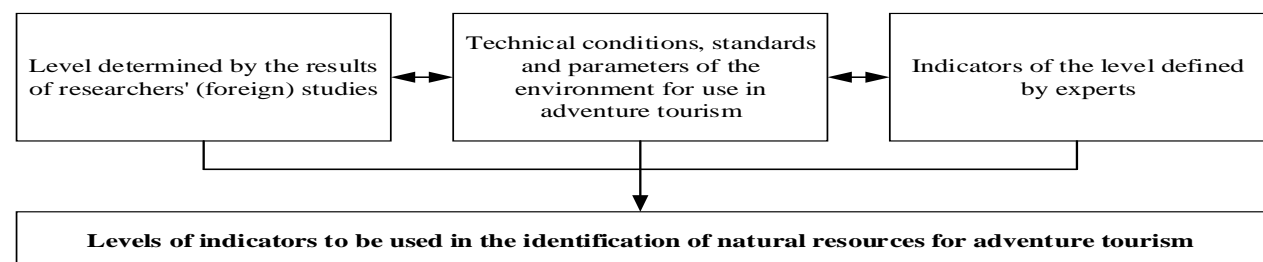 Level determined by the results
of researchers' (foreign) studies
Technical conditions, standards
and parameters of the
environment for use in
adventure tourism
Indicators of the level defined
by experts
Levels of indicators to be used in the identification of natural resources for adventure tourism